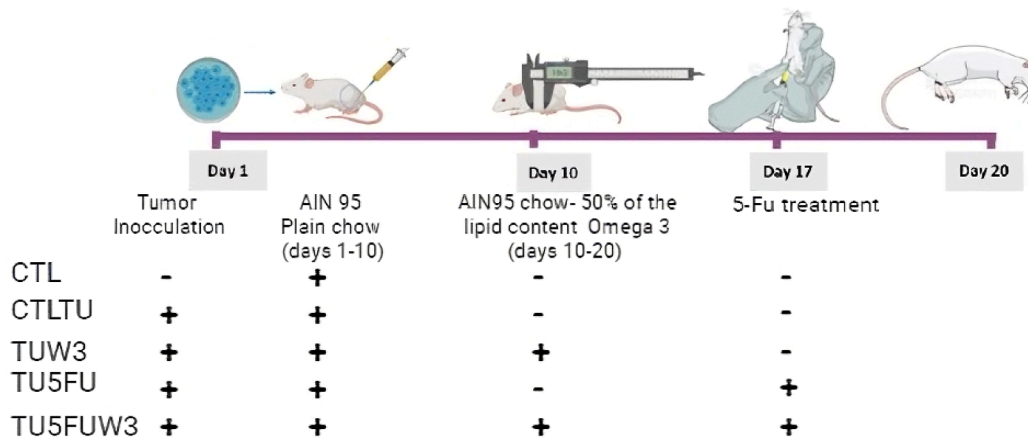 Day 1
Day 10
Day 17
Day 20
Tumor
Inocculation
AIN 95
Plain chow
(days 1-10)
AIN95 chow- 50% of the
lipid content Omega 3
(days 10-20)
5-Fu treatment
CTL - + - -
CTLTU + + - -
TUW3 + + + -
TU5FU + + - +
TU5FUW3 + + + +